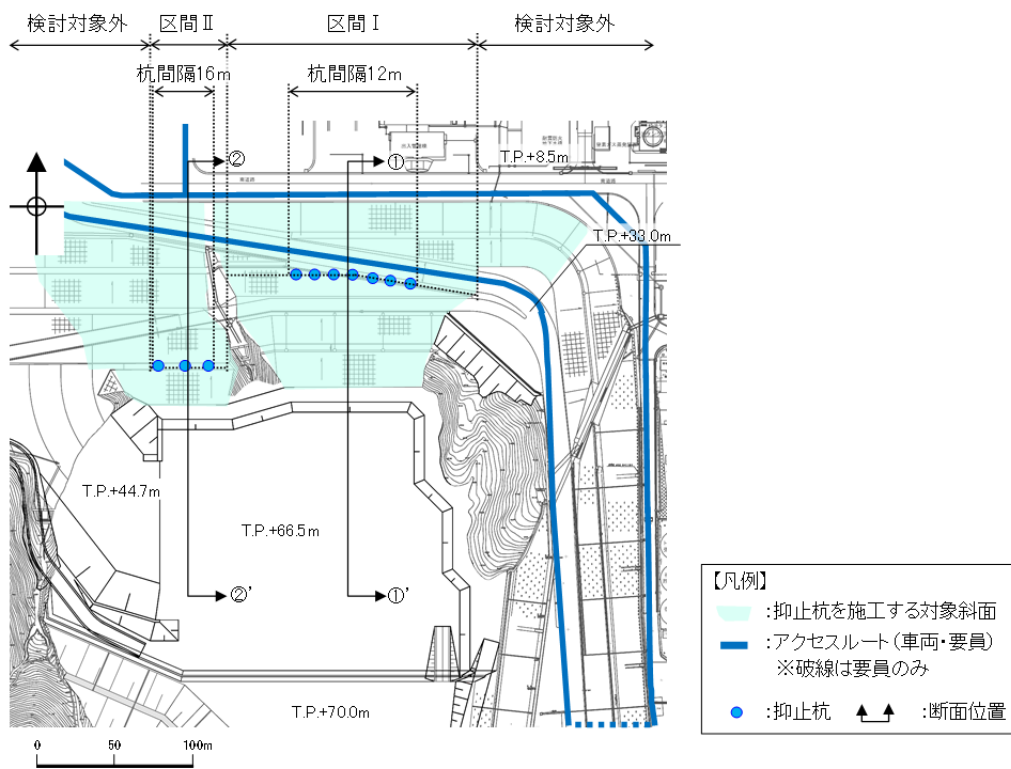 検討対象外
区間Ⅱ
区間Ⅰ
検討対象外
杭間隔16m
杭間隔12m
②
①
T.P.+8.5m
T.P.+33.0m
T.P.+44.7m
T.P.+66.5m
②'
①'
T.P.+70.0m
0 50 100m
【凡例】
:抑止杭を施工する対象斜面
:アクセスルート(車両・要員)
※破線は要員のみ
:抑止杭 :断面位置